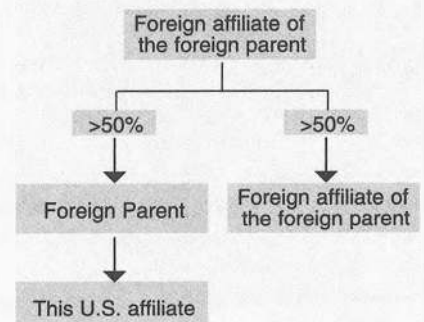 Foreign affiliate of
the foreign parent
>50%
>50%
Foreign Parent
Foreign affiliate of
the foreign parent
This U.S. affiliate